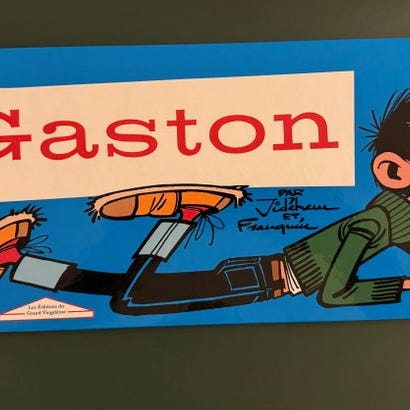 Gaston
PAR
Jidéhem
ET
Franquin
Les Éditions du
Grand Vingtième